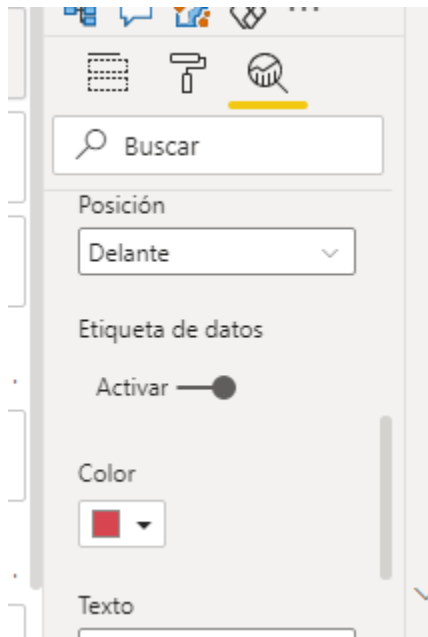 Buscar
Posición
Delante
Etiqueta de datos
Activar
Color
Texto